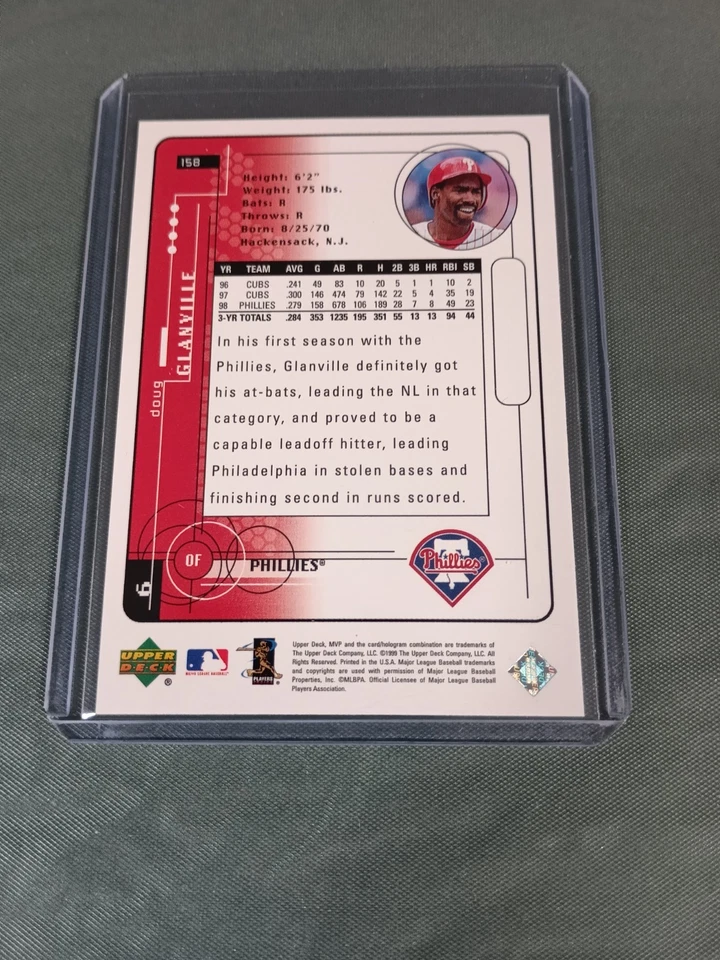 158
Height: 6'2"
Weight: 175 lbs.
Bats: R
Throws: R
Born: 8/25/70
Hackensack, N.J.
doug
GLANVILLE
YR TEAM AVG G AB R H 2B 3B HR RBI SB
96 CUBS .241 49 83 10 20 5 1 1 10 2
97 CUBS .300 146 474 79 142 22 5 4 35 19
98 PHILLIES .279 158 678 106 189 28 7 8 49 23
3-YR TOTALS .284 353 1235 195 351 55 13 13 94 44
In his first season with the
Phillies, Glanville definitely got
his at-bats, leading the NL in that
category, and proved to be a
capable leadoff hitter, leading
Philadelphia in stolen bases and
finishing second in runs scored.
6
OF
PHILLIES®
Phillies
UPPER
DECK
®
MAJOR LEAGUE BASEBALL
PLAYERS
Upper Deck, MVP and the card/hologram combination are trademarks of
The Upper Deck Company, LLC. ©1999 The Upper Deck Company, LLC. All
Rights Reserved. Printed in the U.S.A. Major League Baseball trademarks
and copyrights are used with permission of Major League Baseball
Properties, Inc. ©MLBPA. Official Licensee of Major League Baseball
Players Association.